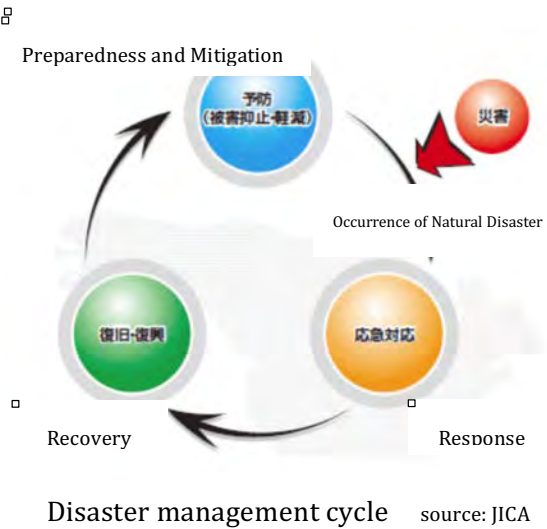 Preparedness and Mitigation
予防
(被害抑止・軽減)
災害
Occurrence of Natural Disaster
復旧・復興
応急対応
Recovery
Response
Disaster management cycle source: JICA